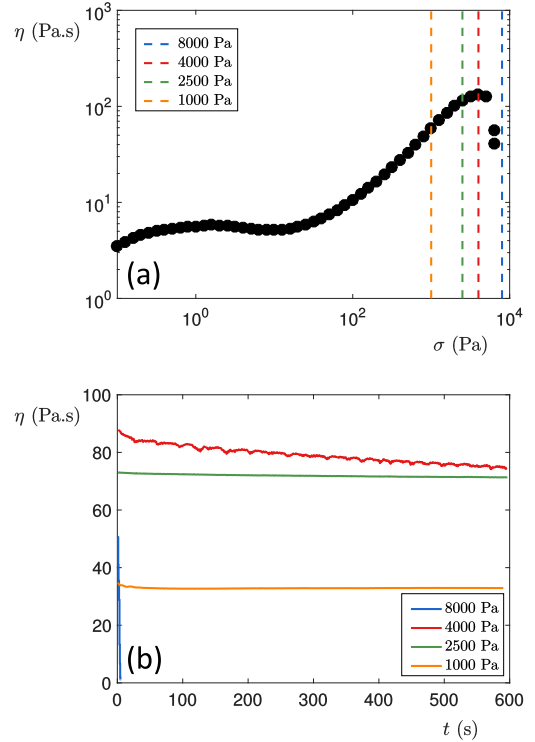 η (Pa.s)
10³
8000 Pa
4000 Pa
2500 Pa
1000 Pa
10²
10¹
10⁰
(a)
10⁰ 10² 10⁴
σ (Pa)
η (Pa.s)
100
80
60
40
20
0
8000 Pa
4000 Pa
2500 Pa
1000 Pa
(b)
0 100 200 300 400 500 600
t (s)